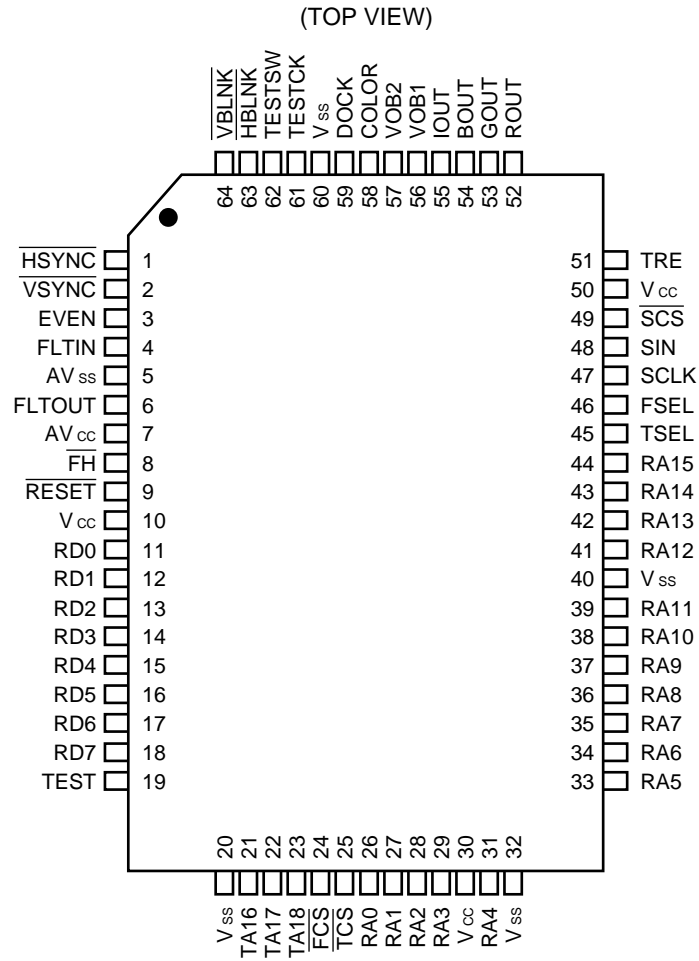 (TOP VIEW)
VBLNK
HBLNK
TESTSW
TESTCK
Vss
DOCK
COLOR
VOB2
VOB1
IOUT
BOUT
GOUT
ROUT
64
63
62
61
60
59
58
57
56
55
54
53
52
HSYNC 1
VSYNC 2
EVEN 3
FLTIN 4
AVss 5
FLTOUT 6
AVcc 7
FH 8
RESET 9
Vcc 10
RD0 11
RD1 12
RD2 13
RD3 14
RD4 15
RD5 16
RD6 17
RD7 18
TEST 19
51 TRE
50 Vcc
49 SCS
48 SIN
47 SCLK
46 FSEL
45 TSEL
44 RA15
43 RA14
42 RA13
41 RA12
40 Vss
39 RA11
38 RA10
37 RA9
36 RA8
35 RA7
34 RA6
33 RA5
20
21
22
23
24
25
26
27
28
29
30
31
32
Vss
TA16
TA17
TA18
FCS
TCS
RA0
RA1
RA2
RA3
Vcc
RA4
Vss